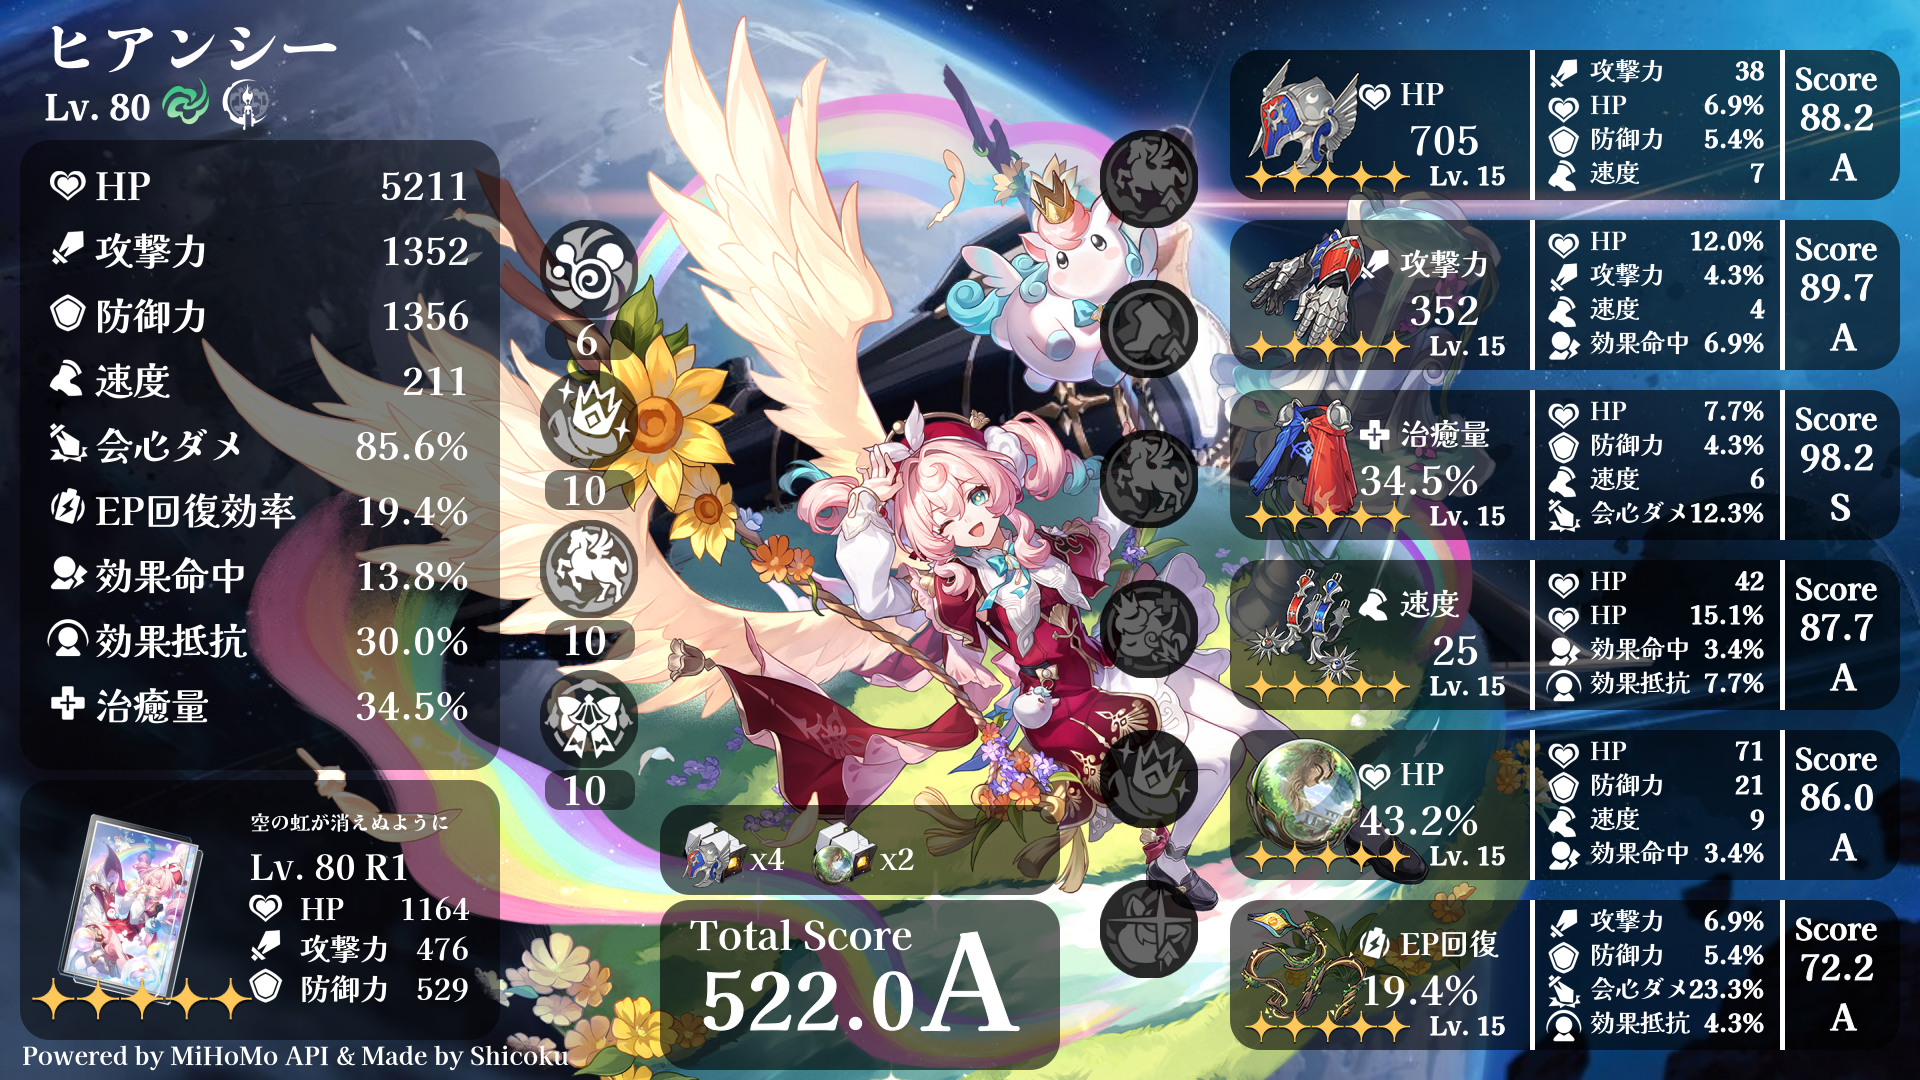 ヒアンシー
Lv. 80
HP 5211
攻撃力 1352
防御力 1356
速度 211
会心ダメ 85.6%
EP回復効率 19.4%
効果命中 13.8%
効果抵抗 30.0%
治癒量 34.5%
6
10
10
10
空の虹が消えぬように
Lv. 80 R1
HP 1164
攻撃力 476
防御力 529
Powered by MiHoMo API & Made by Shicoku
x4 x2
Total Score
522.0 A
HP
705
Lv. 15
攻撃力 38
HP 6.9%
防御力 5.4%
速度 7
Score
88.2
A
攻撃力
352
Lv. 15
HP 12.0%
攻撃力 4.3%
速度 4
効果命中 6.9%
Score
89.7
A
治癒量
34.5%
Lv. 15
HP 7.7%
防御力 4.3%
速度 6
会心ダメ 12.3%
Score
98.2
S
速度
25
Lv. 15
HP 42
HP 15.1%
効果命中 3.4%
効果抵抗 7.7%
Score
87.7
A
HP
43.2%
Lv. 15
HP 71
防御力 21
速度 9
効果命中 3.4%
Score
86.0
A
EP回復
19.4%
Lv. 15
攻撃力 6.9%
防御力 5.4%
会心ダメ 23.3%
効果抵抗 4.3%
Score
72.2
A